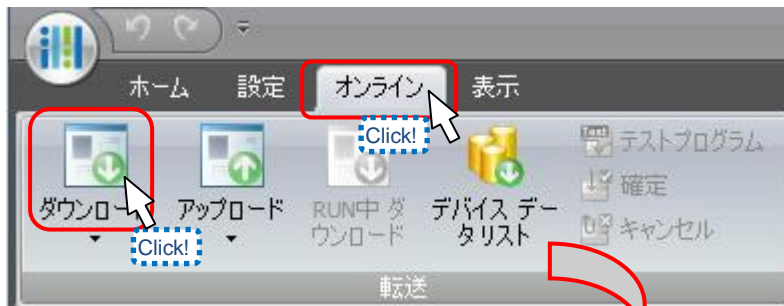 ホーム 設定 オンライン 表示
Click!
ダウンロード
Click!
アップロード
RUN中 ダ
ウンロード
デバイス デー
タリスト
テストプログラム
確定
キャンセル
転送